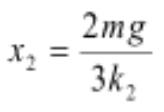 x₂ = 2mg / 3k₂